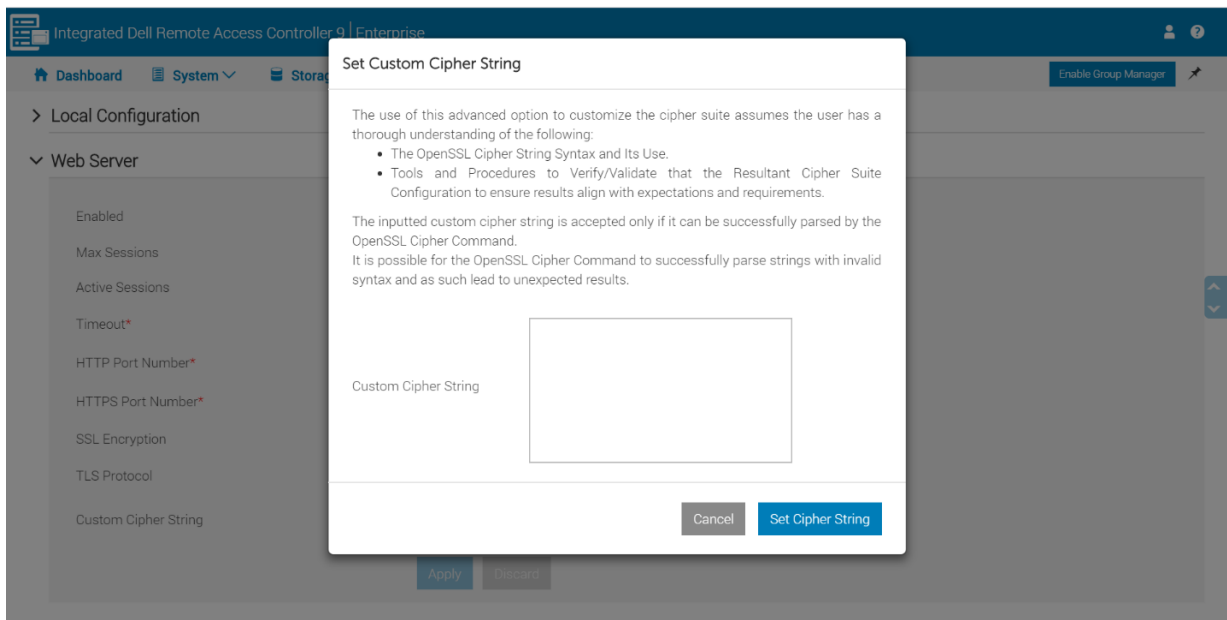 Integrated Dell Remote Access Controller 9 | Enterprise
Dashboard System Storag Enable Group Manager
Set Custom Cipher String
Local Configuration
Web Server
Enabled
Max Sessions
Active Sessions
Timeout*
HTTP Port Number*
HTTPS Port Number*
SSL Encryption
TLS Protocol
Custom Cipher String
The use of this advanced option to customize the cipher suite assumes the user has a
thorough understanding of the following:
• The OpenSSL Cipher String Syntax and Its Use.
• Tools and Procedures to Verify/Validate that the Resultant Cipher Suite
Configuration to ensure results align with expectations and requirements.
The inputted custom cipher string is accepted only if it can be successfully parsed by the
OpenSSL Cipher Command.
It is possible for the OpenSSL Cipher Command to successfully parse strings with invalid
syntax and as such lead to unexpected results.
Custom Cipher String
Cancel Set Cipher String
Apply Discard